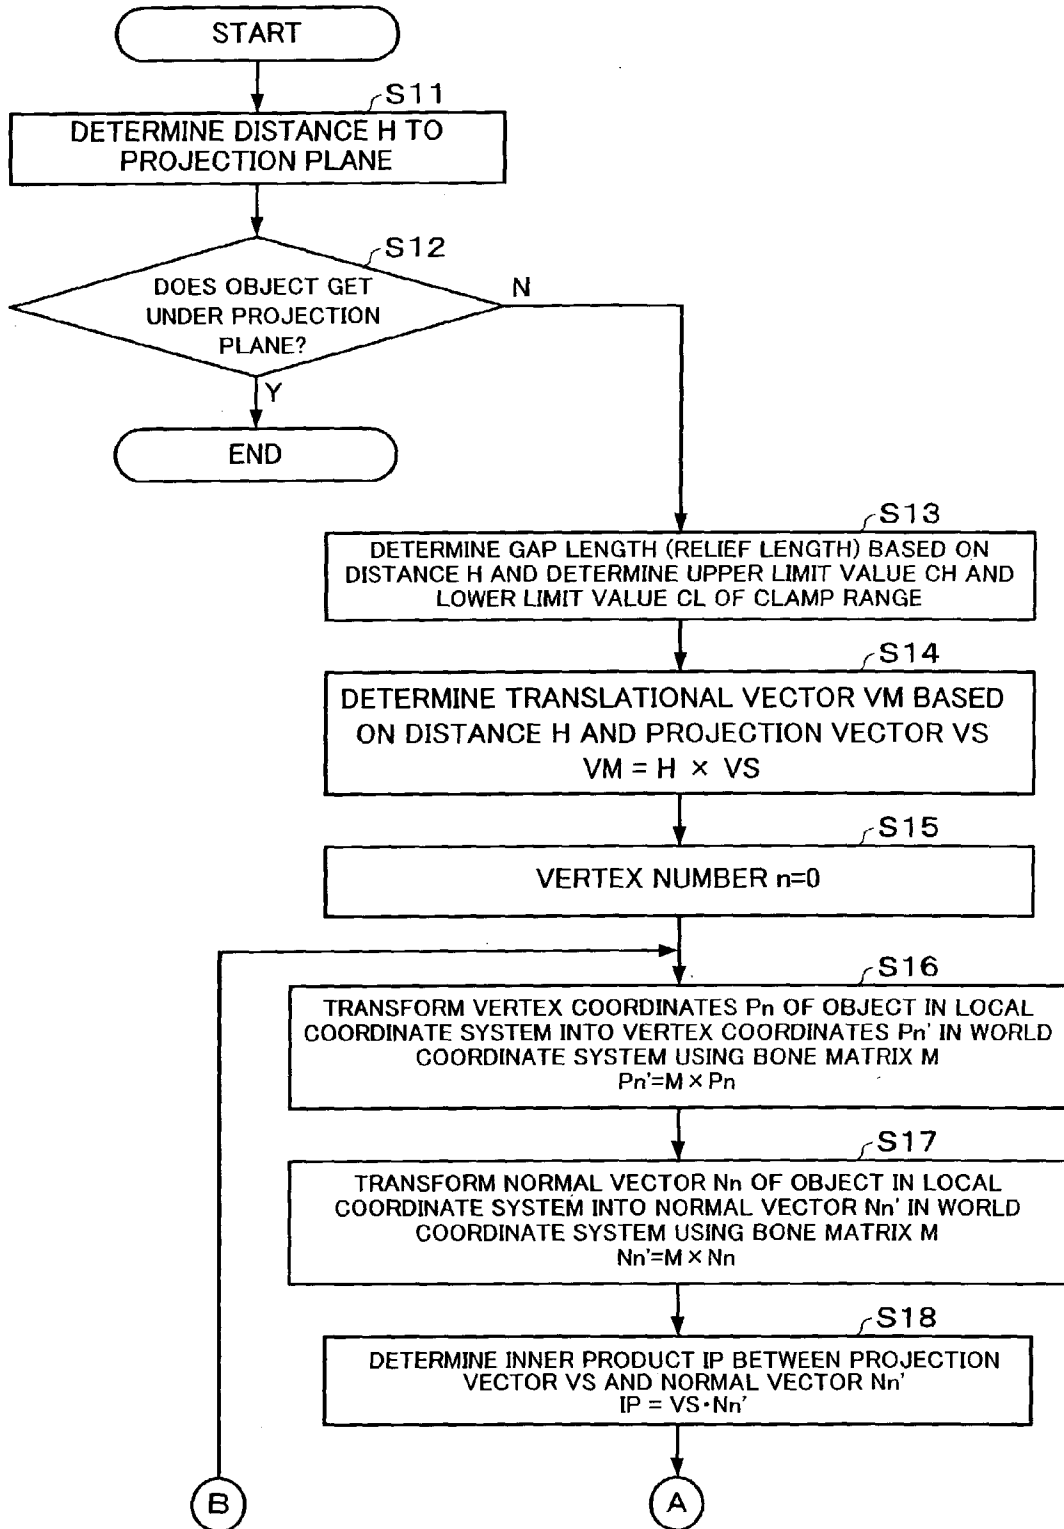 START
S11
DETERMINE DISTANCE H TO
PROJECTION PLANE
S12
DOES OBJECT GET
UNDER PROJECTION
PLANE?
N
Y
END
S13
DETERMINE GAP LENGTH (RELIEF LENGTH) BASED ON
DISTANCE H AND DETERMINE UPPER LIMIT VALUE CH AND
LOWER LIMIT VALUE CL OF CLAMP RANGE
S14
DETERMINE TRANSLATIONAL VECTOR VM BASED
ON DISTANCE H AND PROJECTION VECTOR VS
VM = H × VS
S15
VERTEX NUMBER n=0
S16
TRANSFORM VERTEX COORDINATES Pn OF OBJECT IN LOCAL
COORDINATE SYSTEM INTO VERTEX COORDINATES Pn' IN WORLD
COORDINATE SYSTEM USING BONE MATRIX M
Pn'=M × Pn
S17
TRANSFORM NORMAL VECTOR Nn OF OBJECT IN LOCAL
COORDINATE SYSTEM INTO NORMAL VECTOR Nn' IN WORLD
COORDINATE SYSTEM USING BONE MATRIX M
Nn'=M × Nn
S18
DETERMINE INNER PRODUCT IP BETWEEN PROJECTION
VECTOR VS AND NORMAL VECTOR Nn'
IP = VS·Nn'
B
A